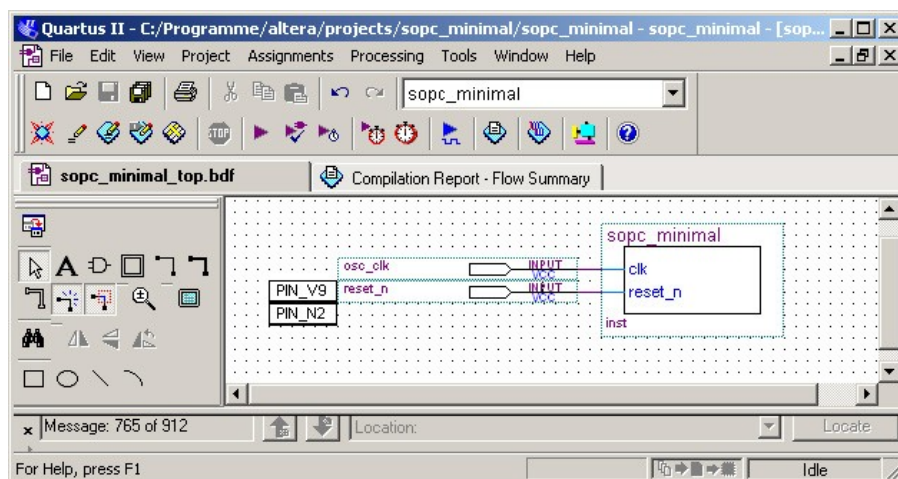 Quartus II - C:/Programme/altera/projects/sopc_minimal/sopc_minimal - sopc_minimal - [sop...
File Edit View Project Assignments Processing Tools Window Help
sopc_minimal
STOP
sopc_minimal_top.bdf Compilation Report - Flow Summary
sopc_minimal
osc_clk INPUT VCC clk
PIN_V9 reset_n INPUT VCC reset_n
PIN_N2
inst
Message: 765 of 912 Location: Locate
For Help, press F1 Idle